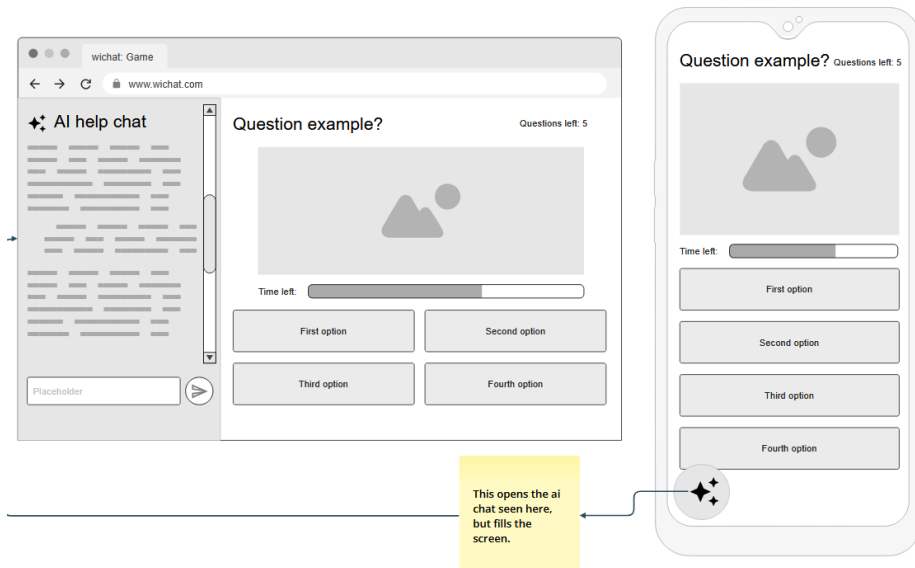 wichat: Game
www.wichat.com
AI help chat
Placeholder
Question example?
Questions left: 5
Time left:
First option
Second option
Third option
Fourth option
This opens the ai
chat seen here,
but fills the
screen.
Question example?
Questions left: 5
Time left:
First option
Second option
Third option
Fourth option